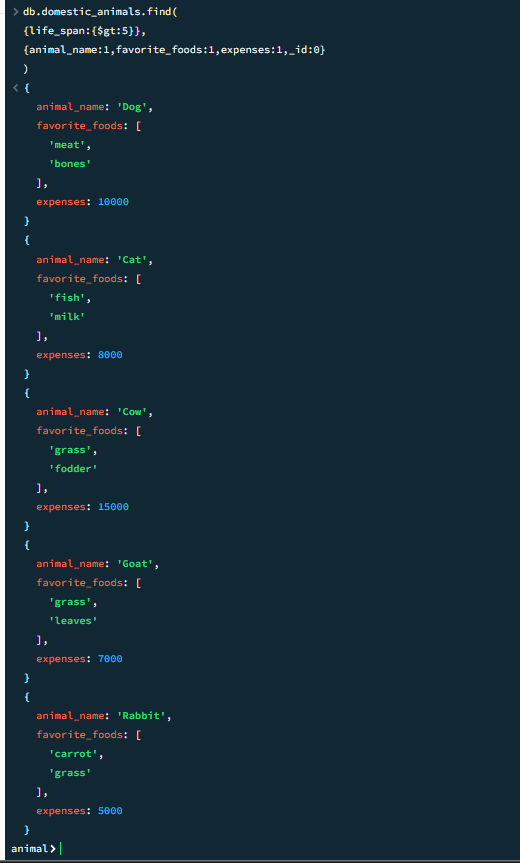 > db.domestic_animals.find(
{life_span:{$gt:5}},
{animal_name:1,favorite_foods:1,expenses:1,_id:0}
)
< {
animal_name: 'Dog',
favorite_foods: [
'meat',
'bones'
],
expenses: 10000
}
{
animal_name: 'Cat',
favorite_foods: [
'fish',
'milk'
],
expenses: 8000
}
{
animal_name: 'Cow',
favorite_foods: [
'grass',
'fodder'
],
expenses: 15000
}
{
animal_name: 'Goat',
favorite_foods: [
'grass',
'leaves'
],
expenses: 7000
}
{
animal_name: 'Rabbit',
favorite_foods: [
'carrot',
'grass'
],
expenses: 5000
}
animal>